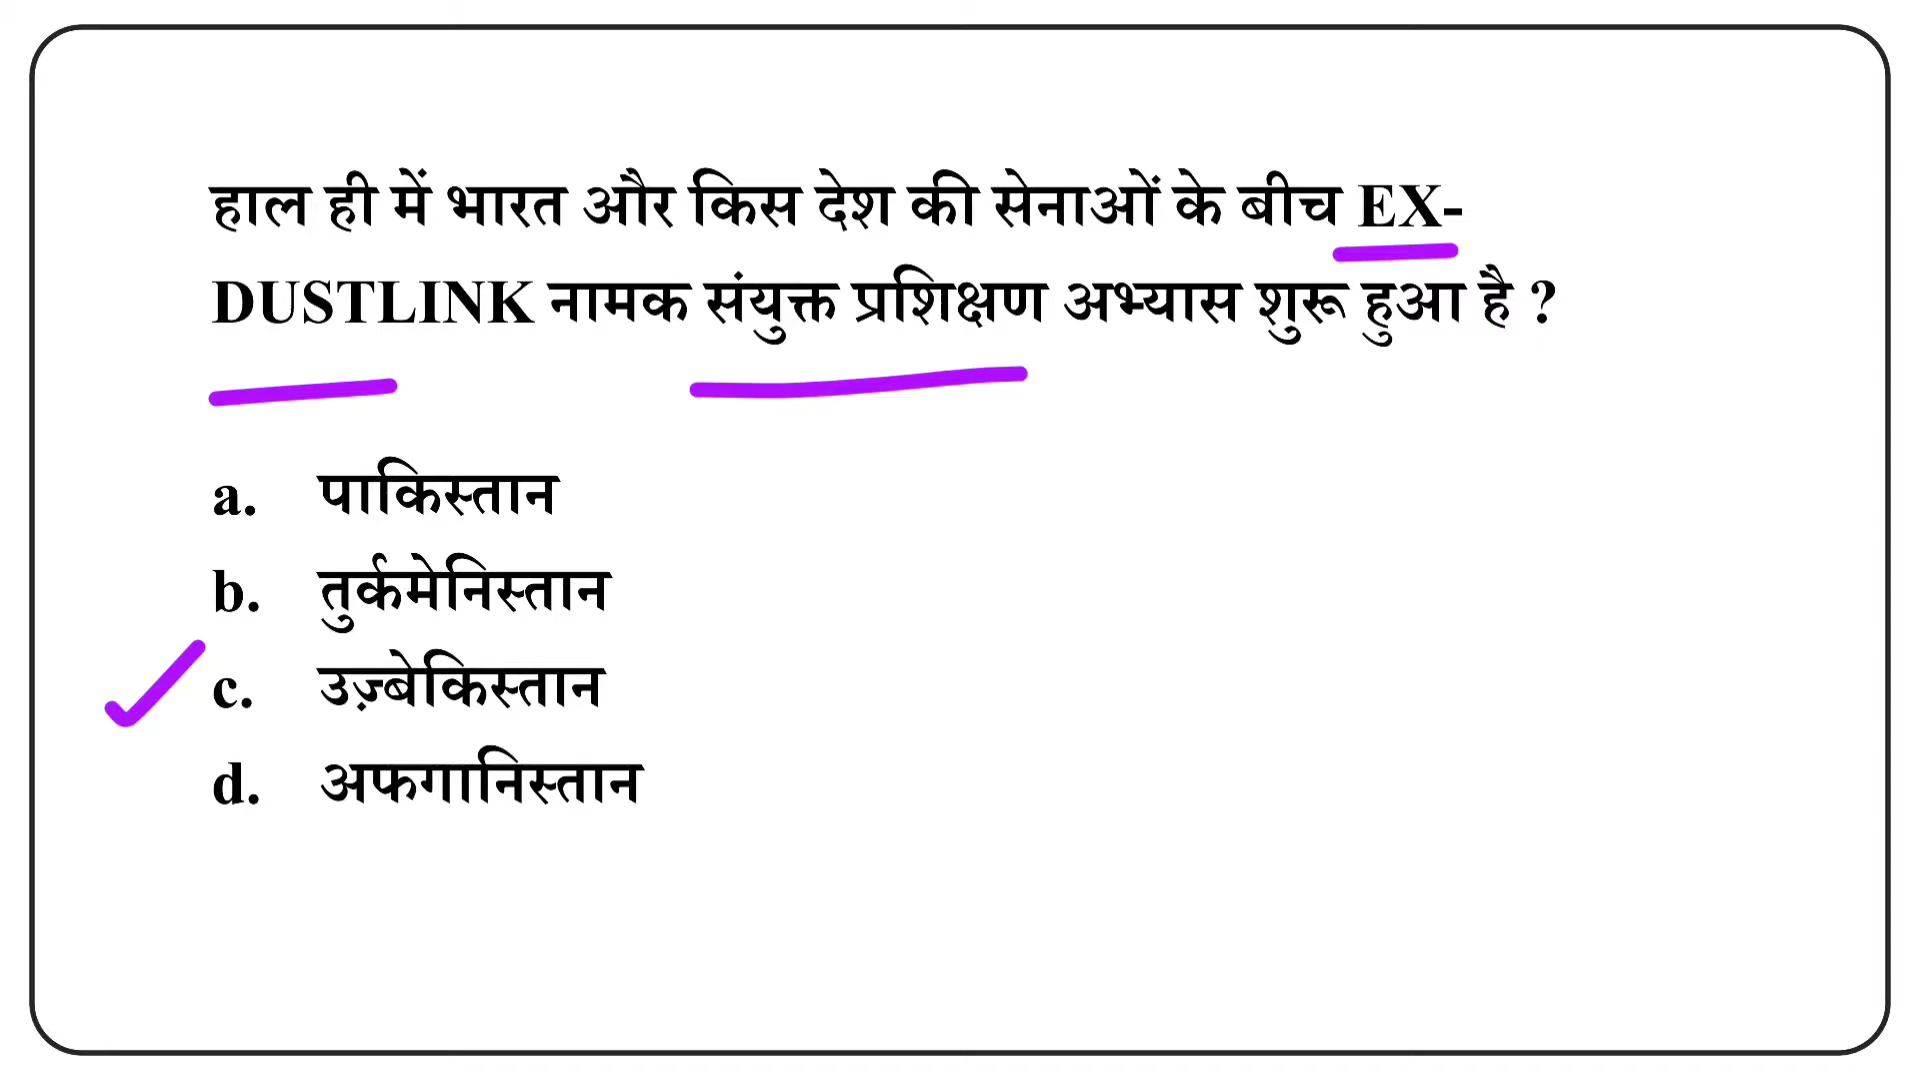 हाल ही में भारत और किस देश की सेनाओं के बीच EX-
DUSTLINK नामक संयुक्त प्रशिक्षण अभ्यास शुरू हुआ है ?
a. पाकिस्तान
b. तुर्कमेनिस्तान
c. उज़्बेकिस्तान
d. अफगानिस्तान